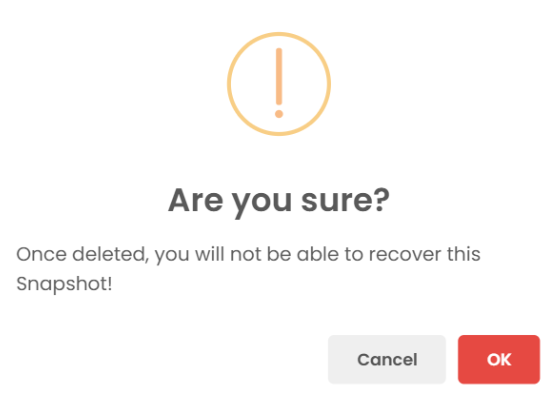 Are you sure?
Once deleted, you will not be able to recover this
Snapshot!
Cancel
OK